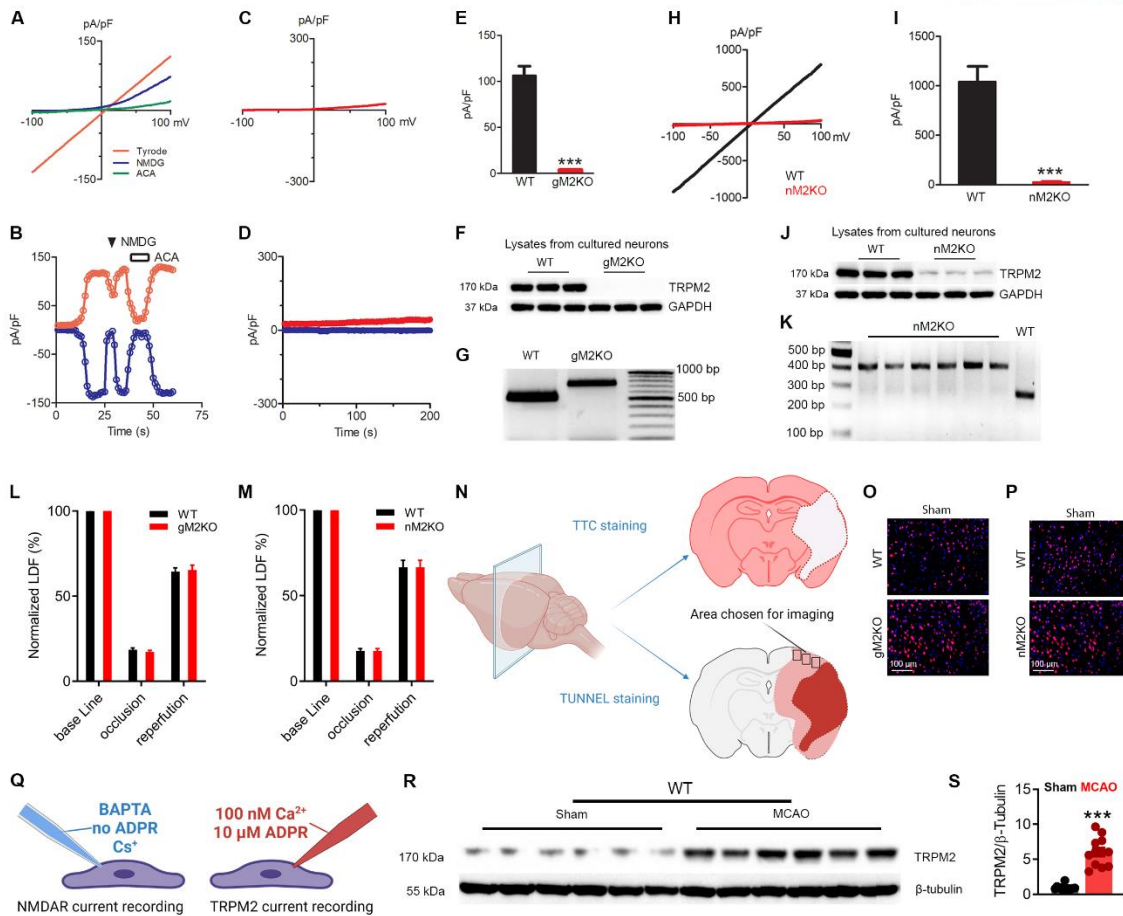 A
pA/pF
150
-100
100 mV
Tyrode
NMDG
ACA
-150
C
pA/pF
300
-100
100 mV
-300
E
pA/pF
150
100
50
0
***
WT
gM2KO
H
pA/pF
1000
500
-100
-50
50
100
mV
-500
-1000
WT
nM2KO
I
pA/pF
1500
1000
500
0
***
WT
nM2KO
B
NMDG
ACA
pA/pF
150
75
0
-75
-150
0
25
50
75
Time (s)
D
pA/pF
300
0
-300
0
100
200
Time (s)
F
Lysates from cultured neurons
WT
gM2KO
170 kDa
TRPM2
37 kDa
GAPDH
G
WT
gM2KO
1000 bp
500 bp
J
Lysates from cultured neurons
WT
nM2KO
170 kDa
TRPM2
37 kDa
GAPDH
K
nM2KO
WT
500 bp
400 bp
300 bp
200 bp
100 bp
L
Normalized LDF (%)
100
50
0
WT
gM2KO
base Line
occlusion
reperfution
M
Normalized LDF %)
100
50
0
WT
nM2KO
base Line
occlusion
reperfution
N
TTC staining
Area chosen for imaging
TUNNEL staining
O
Sham
WT
gM2KO
100 μm
P
Sham
WT
nM2KO
100 μm
Q
BAPTA
no ADPR
Cs⁺
NMDAR current recording
100 nM Ca²⁺
10 μM ADPR
TRPM2 current recording
R
WT
Sham
MCAO
170 kDa
TRPM2
55 kDa
β-tubulin
S
Sham MCAO
***
TRPM2/β-Tubulin
15
10
5
0